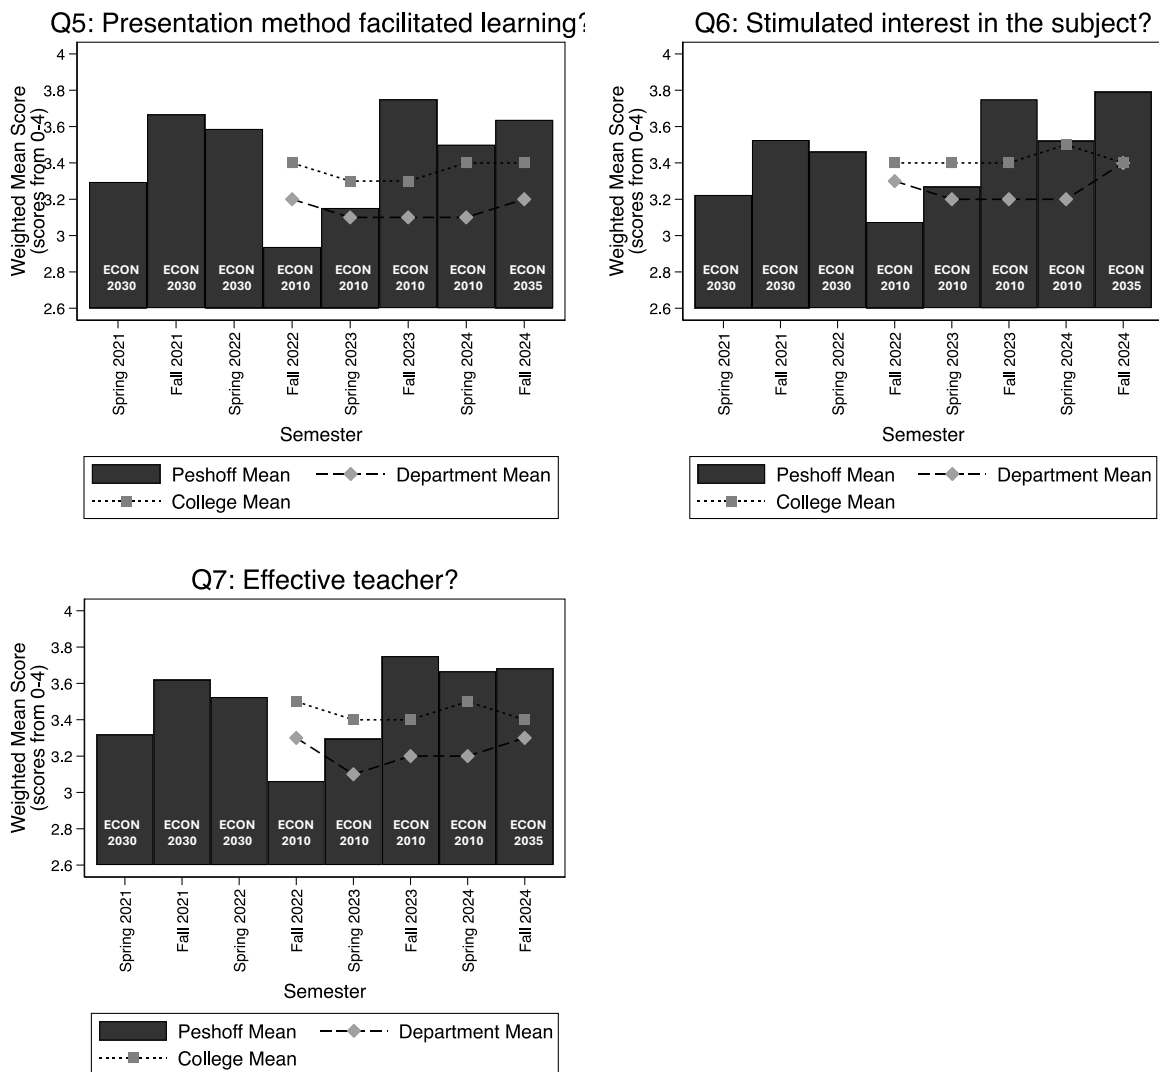 Q5: Presentation method facilitated learning?
Weighted Mean Score
(scores from 0-4)
4
3.8
3.6
3.4
3.2
3
2.8
2.6
ECON 2030
ECON 2030
ECON 2030
ECON 2010
ECON 2010
ECON 2010
ECON 2010
ECON 2035
Spring 2021
Fall 2021
Spring 2022
Fall 2022
Spring 2023
Fall 2023
Spring 2024
Fall 2024
Semester
Peshoff Mean
Department Mean
College Mean
Q6: Stimulated interest in the subject?
Weighted Mean Score
(scores from 0-4)
4
3.8
3.6
3.4
3.2
3
2.8
2.6
ECON 2030
ECON 2030
ECON 2030
ECON 2010
ECON 2010
ECON 2010
ECON 2010
ECON 2035
Spring 2021
Fall 2021
Spring 2022
Fall 2022
Spring 2023
Fall 2023
Spring 2024
Fall 2024
Semester
Peshoff Mean
Department Mean
College Mean
Q7: Effective teacher?
Weighted Mean Score
(scores from 0-4)
4
3.8
3.6
3.4
3.2
3
2.8
2.6
ECON 2030
ECON 2030
ECON 2030
ECON 2010
ECON 2010
ECON 2010
ECON 2010
ECON 2035
Spring 2021
Fall 2021
Spring 2022
Fall 2022
Spring 2023
Fall 2023
Spring 2024
Fall 2024
Semester
Peshoff Mean
Department Mean
College Mean